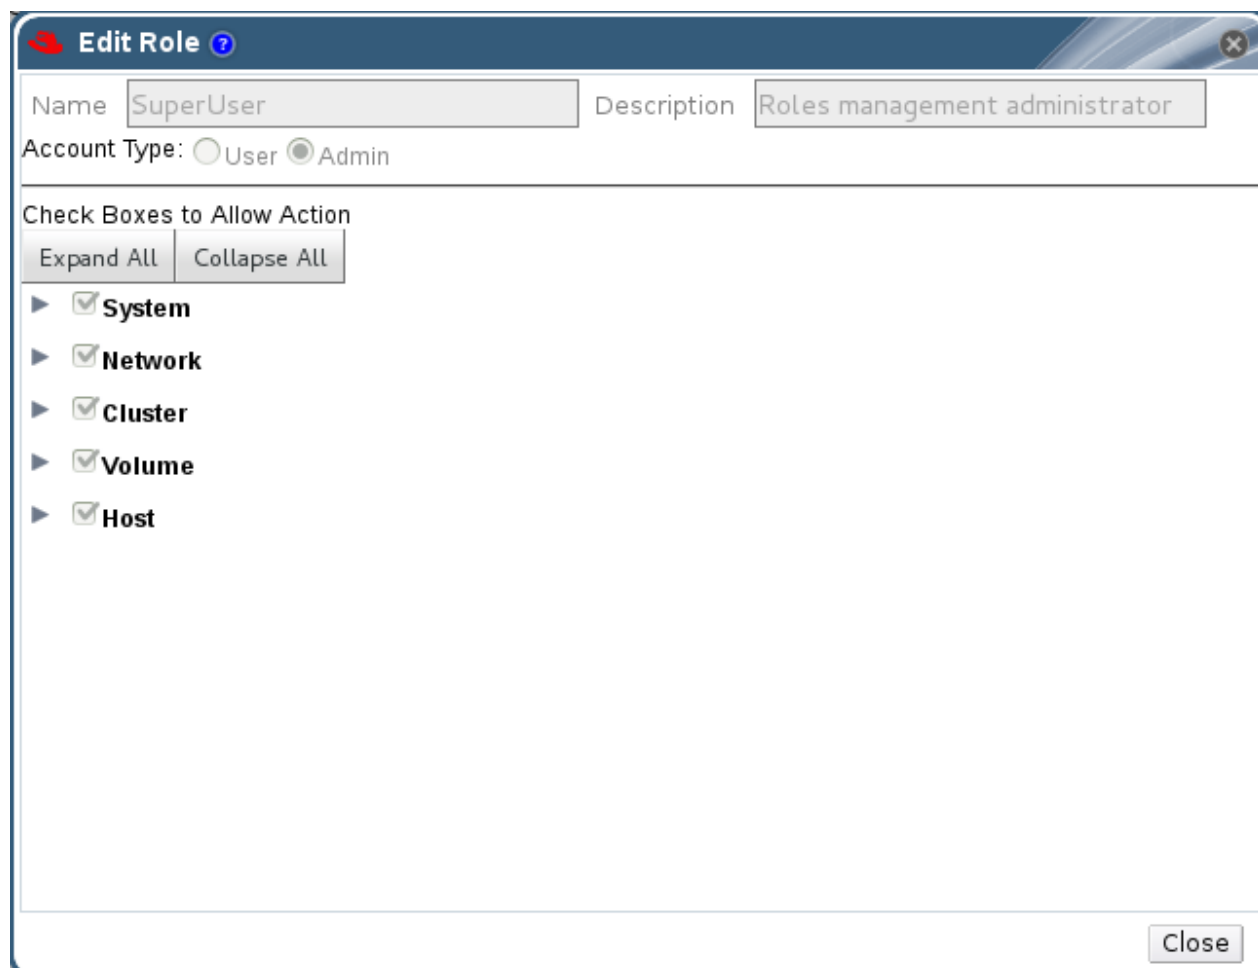 Edit Role ?
Name SuperUser Description Roles management administrator
Account Type: User Admin
Check Boxes to Allow Action
Expand All Collapse All
System
Network
Cluster
Volume
Host
Close